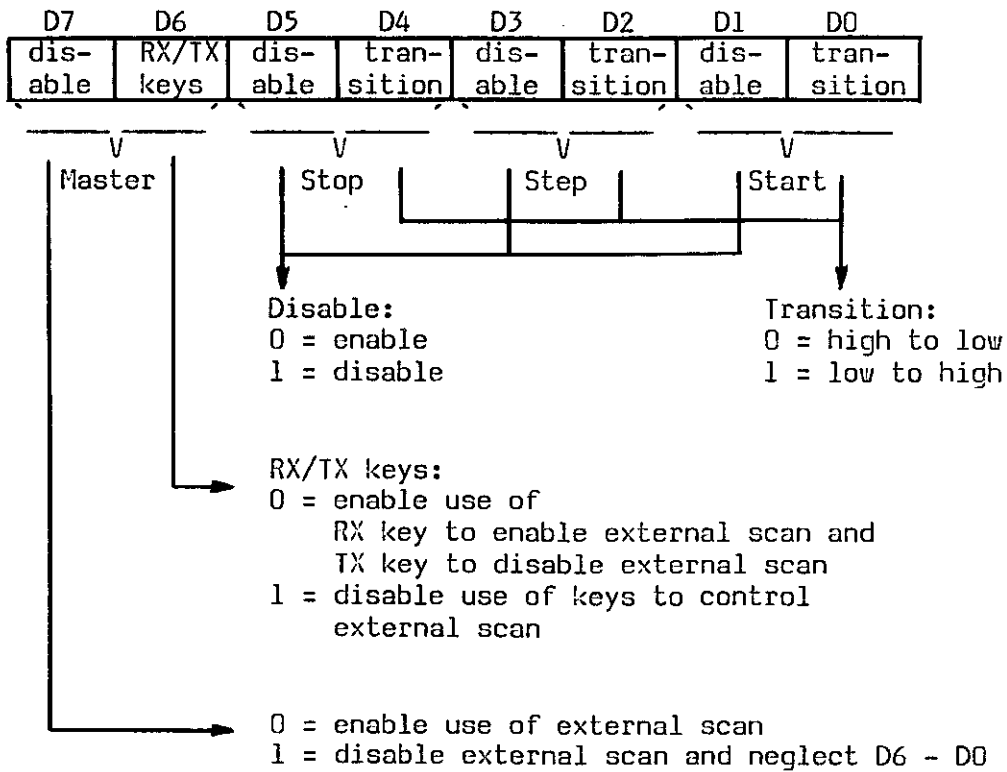 D7 D6 D5 D4 D3 D2 D1 D0
dis- RX/TX dis- tran- dis- tran- dis- tran-
able keys able sition able sition able sition
Master Stop Step Start
Disable: Transition:
0 = enable 0 = high to low
1 = disable 1 = low to high
RX/TX keys:
0 = enable use of
RX key to enable external scan and
TX key to disable external scan
1 = disable use of keys to control
external scan
0 = enable use of external scan
1 = disable external scan and neglect D6 - D0